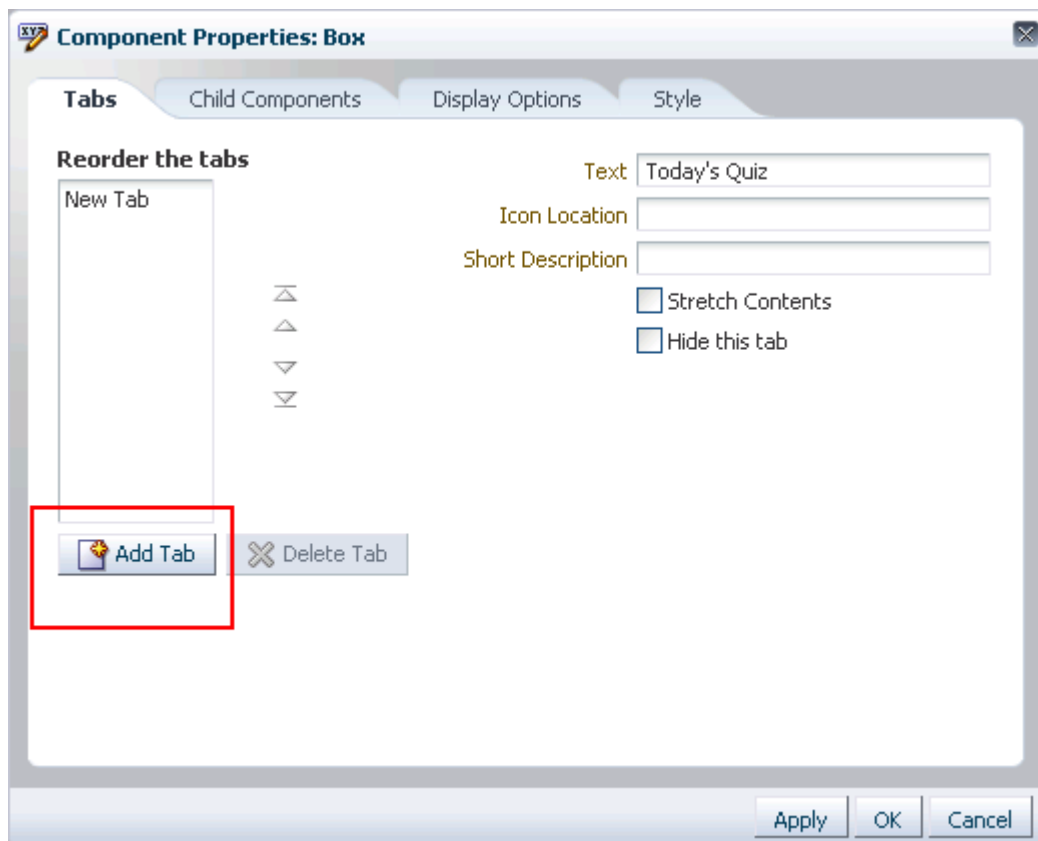 Component Properties: Box
Tabs Child Components Display Options Style
Reorder the tabs
New Tab
Text Today's Quiz
Icon Location
Short Description
Stretch Contents
Hide this tab
Add Tab Delete Tab
Apply OK Cancel